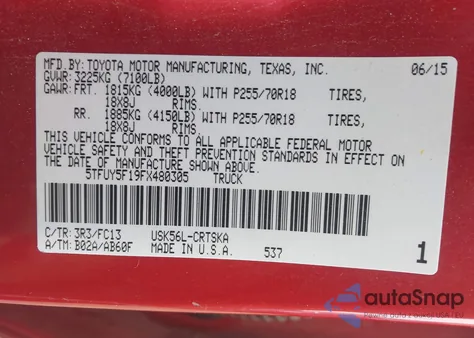 MFD.BY: TOYOTA MOTOR MANUFACTURING, TEXAS, INC. 06/15
GVWR: 3225KG (7100LB)
GAWR: FRT. 1815KG (4000LB) WITH P255/70R18 TIRES,
18X8J RIMS.
RR. 1885KG (4150LB) WITH P255/70R18 TIRES,
18X8J RIMS.
THIS VEHICLE CONFORMS TO ALL APPLICABLE FEDERAL MOTOR
VEHICLE SAFETY AND THEFT PREVENTION STANDARDS IN EFFECT ON
THE DATE OF MANUFACTURE SHOWN ABOVE.
5TFUY5F19FX480305 TRUCK
C/TR: 3R3/FC13 USK56L-CRTSKA
A/TM: B02A/AB60F MADE IN U.S.A. 537 1
autoSnap